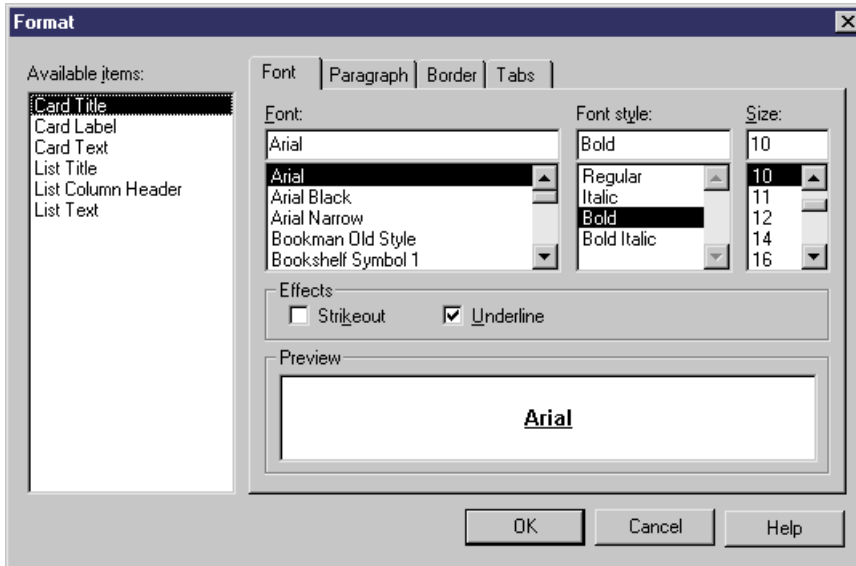 Format
Available items:
Card Title
Card Label
Card Text
List Title
List Column Header
List Text
Font Paragraph Border Tabs
Font:
Arial
Arial
Arial Black
Arial Narrow
Bookman Old Style
Bookshelf Symbol 1
Font style:
Bold
Regular
Italic
Bold
Bold Italic
Size:
10
10
11
12
14
16
Effects
Strikeout Underline
Preview
Arial
OK Cancel Help